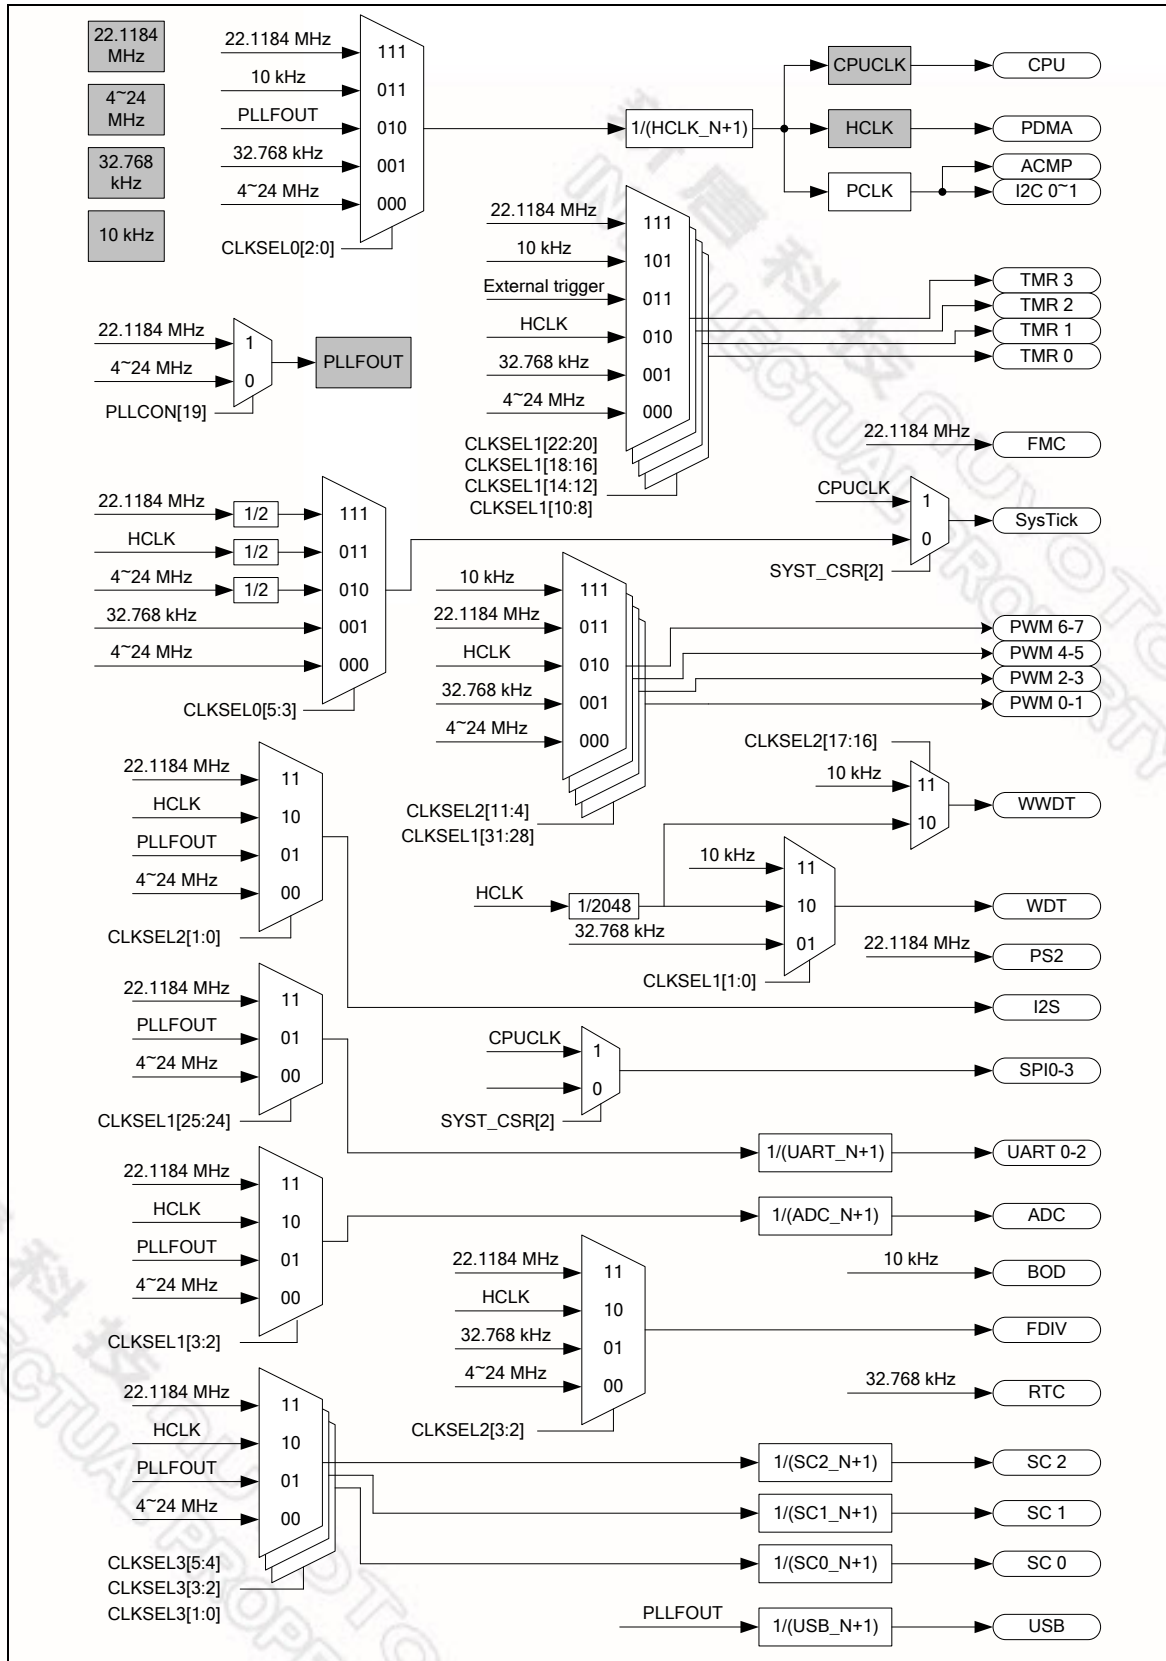 22.1184
MHz
4~24
MHz
32.768
kHz
10 kHz
22.1184 MHz
10 kHz
PLLFOUT
32.768 kHz
4~24 MHz
111
011
010
001
000
CLKSEL0[2:0]
1/(HCLK_N+1)
CPUCLK
HCLK
PCLK
CPU
PDMA
ACMP
I2C 0~1
22.1184 MHz
10 kHz
External trigger
HCLK
32.768 kHz
4~24 MHz
111
101
011
010
001
000
CLKSEL1[22:20]
CLKSEL1[18:16]
CLKSEL1[14:12]
CLKSEL1[10:8]
TMR 3
TMR 2
TMR 1
TMR 0
22.1184 MHz
4~24 MHz
1
0
PLLCON[19]
PLLFOUT
22.1184 MHz
FMC
22.1184 MHz
HCLK
4~24 MHz
32.768 kHz
4~24 MHz
1/2
1/2
1/2
111
011
010
001
000
CLKSEL0[5:3]
CPUCLK
1
0
SYST_CSR[2]
SysTick
10 kHz
22.1184 MHz
HCLK
32.768 kHz
4~24 MHz
111
011
010
001
000
CLKSEL2[11:4]
CLKSEL1[31:28]
PWM 6-7
PWM 4-5
PWM 2-3
PWM 0-1
CLKSEL2[17:16]
10 kHz
11
10
WWDT
22.1184 MHz
HCLK
PLLFOUT
4~24 MHz
11
10
01
00
CLKSEL2[1:0]
HCLK
1/2048
10 kHz
32.768 kHz
11
10
01
CLKSEL1[1:0]
WDT
22.1184 MHz
PS2
I2S
22.1184 MHz
PLLFOUT
4~24 MHz
11
01
00
CLKSEL1[25:24]
CPUCLK
1
0
SYST_CSR[2]
SPI0-3
1/(UART_N+1)
UART 0-2
22.1184 MHz
HCLK
PLLFOUT
4~24 MHz
11
10
01
00
CLKSEL1[3:2]
1/(ADC_N+1)
ADC
10 kHz
BOD
22.1184 MHz
HCLK
32.768 kHz
4~24 MHz
11
10
01
00
CLKSEL2[3:2]
FDIV
32.768 kHz
RTC
22.1184 MHz
HCLK
PLLFOUT
4~24 MHz
11
10
01
00
CLKSEL3[5:4]
CLKSEL3[3:2]
CLKSEL3[1:0]
1/(SC2_N+1)
SC 2
1/(SC1_N+1)
SC 1
1/(SC0_N+1)
SC 0
PLLFOUT
1/(USB_N+1)
USB